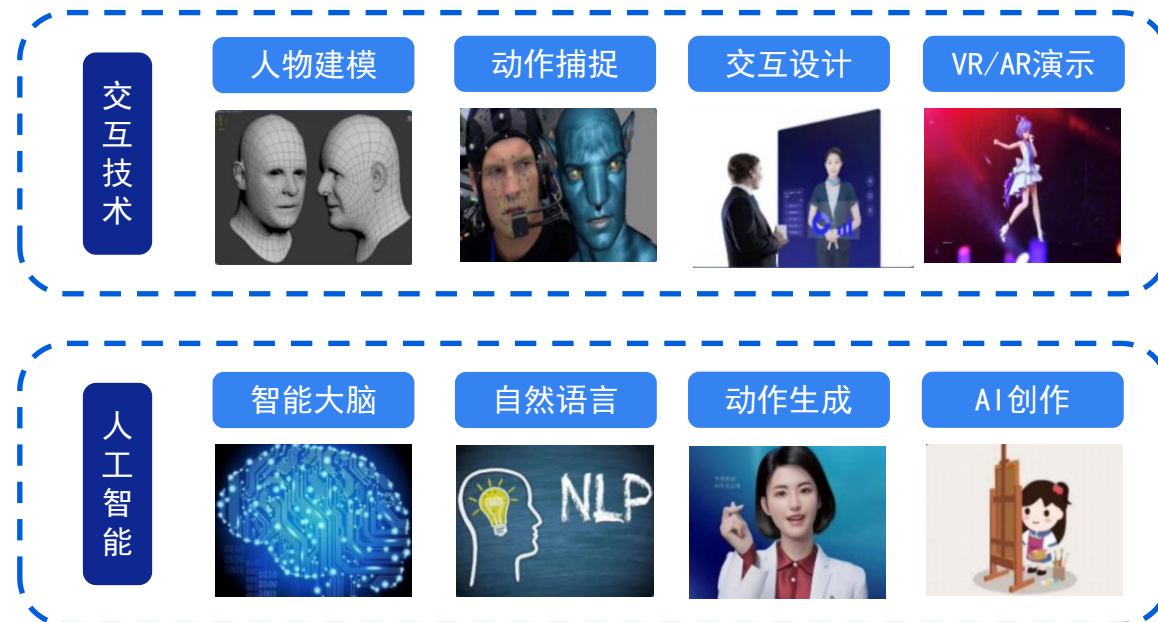 交互技术
人物建模
动作捕捉
交互设计
VR/AR演示
人工智能
智能大脑
自然语言
动作生成
AI创作
NLP